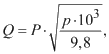 Q = P · √(p · 10³ / 9,8),